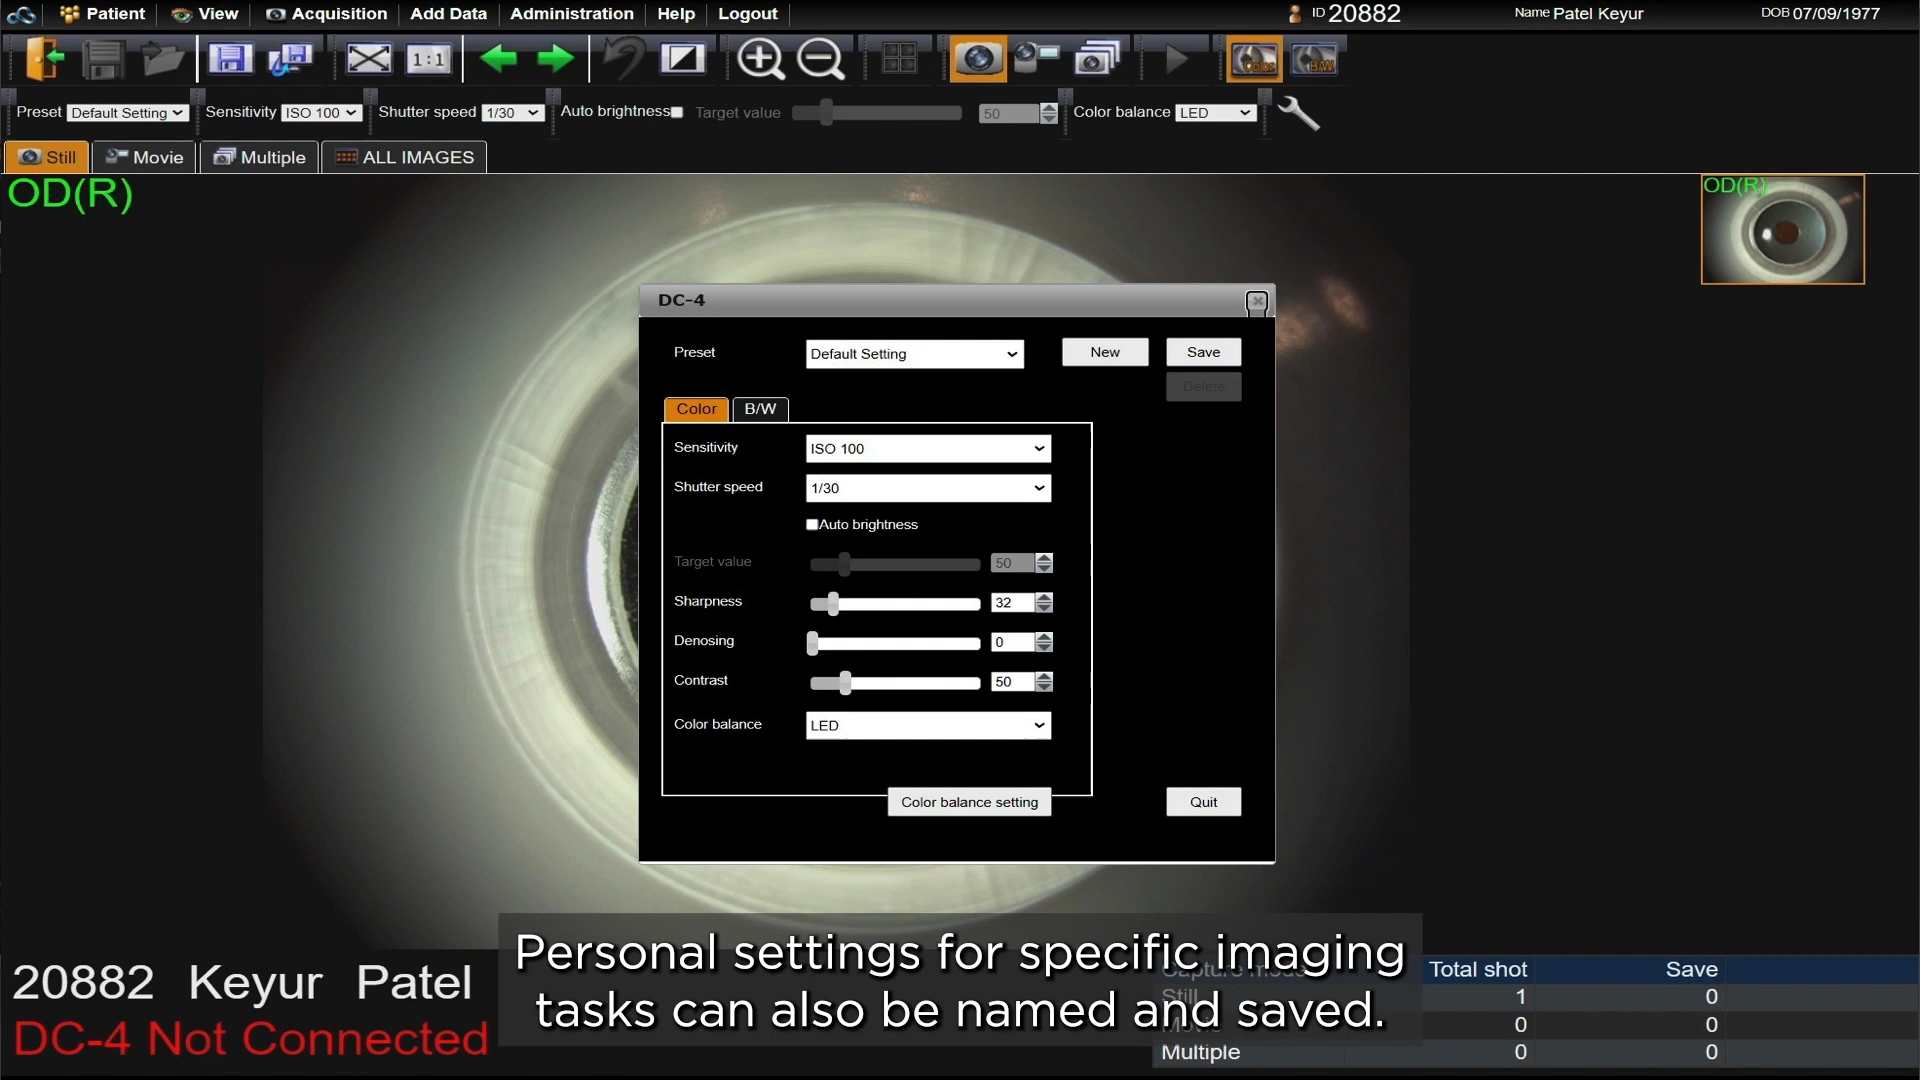 Patient View Acquisition Add Data Administration Help Logout ID 20882 Name Patel Keyur DOB 07/09/1977
1:1 Color B/W
Preset Default Setting Sensitivity ISO 100 Shutter speed 1/30 Auto brightness Target value 50 Color balance LED
Still Movie Multiple ALL IMAGES
OD(R)
OD(R)
DC-4
Preset Default Setting New Save
Delete
Color B/W
Sensitivity ISO 100
Shutter speed 1/30
Auto brightness
Target value 50
Sharpness 32
Denosing 0
Contrast 50
Color balance LED
Color balance setting Quit
Personal settings for specific imaging
tasks can also be named and saved.
20882 Keyur Patel
DC-4 Not Connected
Capture mode Total shot Save
Still 1 0
Movie 0 0
Multiple 0 0